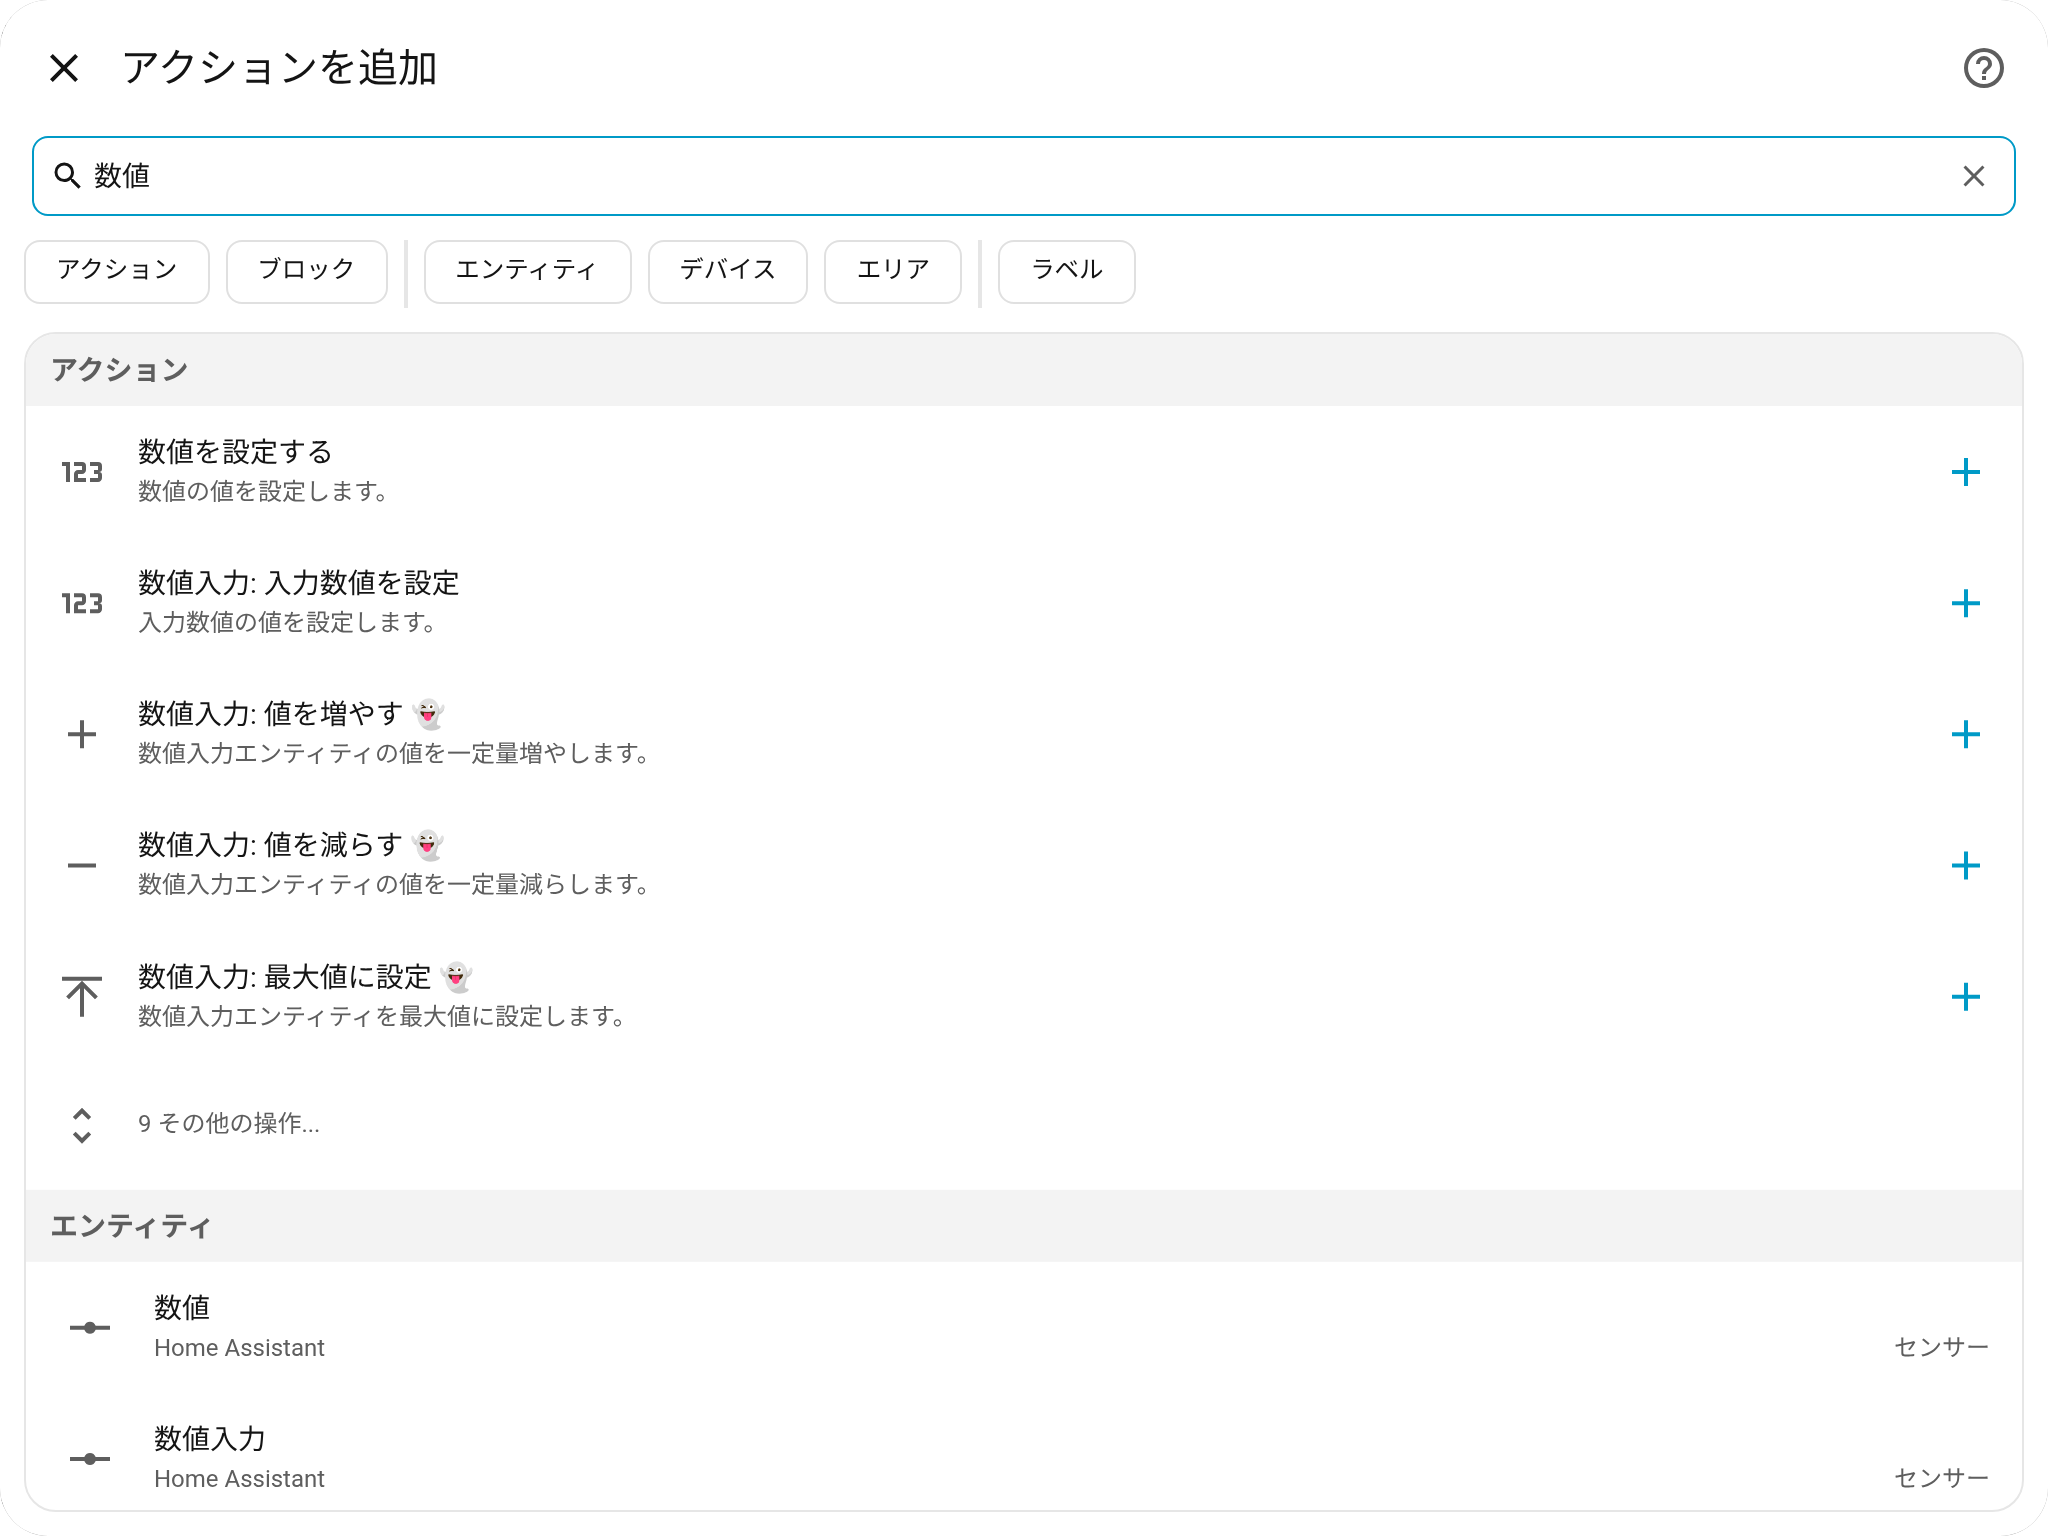 アクションを追加
数値
アクション
ブロック
エンティティ
デバイス
エリア
ラベル
アクション
123
数値を設定する
数値の値を設定します。
123
数値入力: 入力数値を設定
入力数値の値を設定します。
数値入力: 値を増やす 👻
数値入力エンティティの値を一定量増やします。
数値入力: 値を減らす 👻
数値入力エンティティの値を一定量減らします。
数値入力: 最大値に設定 👻
数値入力エンティティを最大値に設定します。
9 その他の操作...
エンティティ
数値
Home Assistant
センサー
数値入力
Home Assistant
センサー